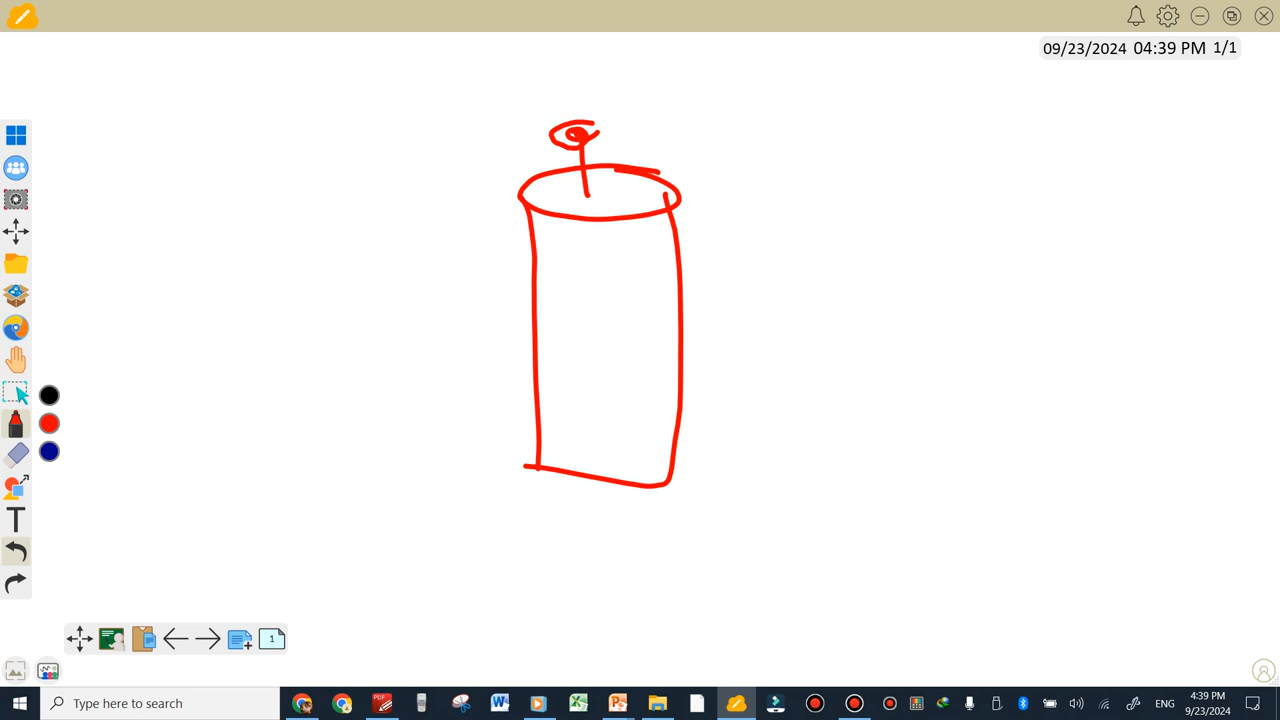 09/23/2024 04:39 PM 1/1
T
1
PDF
Type here to search
ENG
4:39 PM
9/23/2024